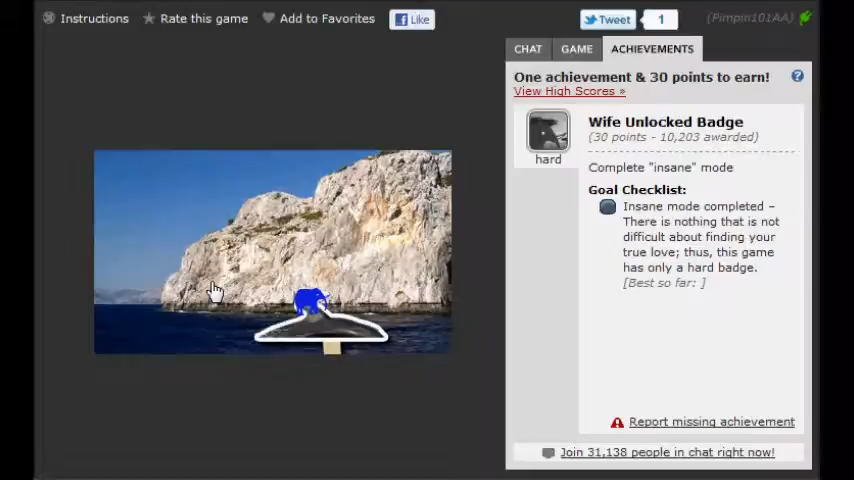 Instructions
Rate this game
Add to Favorites
Like
Tweet
1
(Pimpin101AA)
CHAT
GAME
ACHIEVEMENTS
One achievement & 30 points to earn!
?
View High Scores »
Wife Unlocked Badge
(30 points - 10,203 awarded)
hard
Complete "insane" mode
Goal Checklist:
Insane mode completed –
There is nothing that is not
difficult about finding your
true love; thus, this game
has only a hard badge.
[Best so far: ]
Report missing achievement
Join 31,138 people in chat right now!